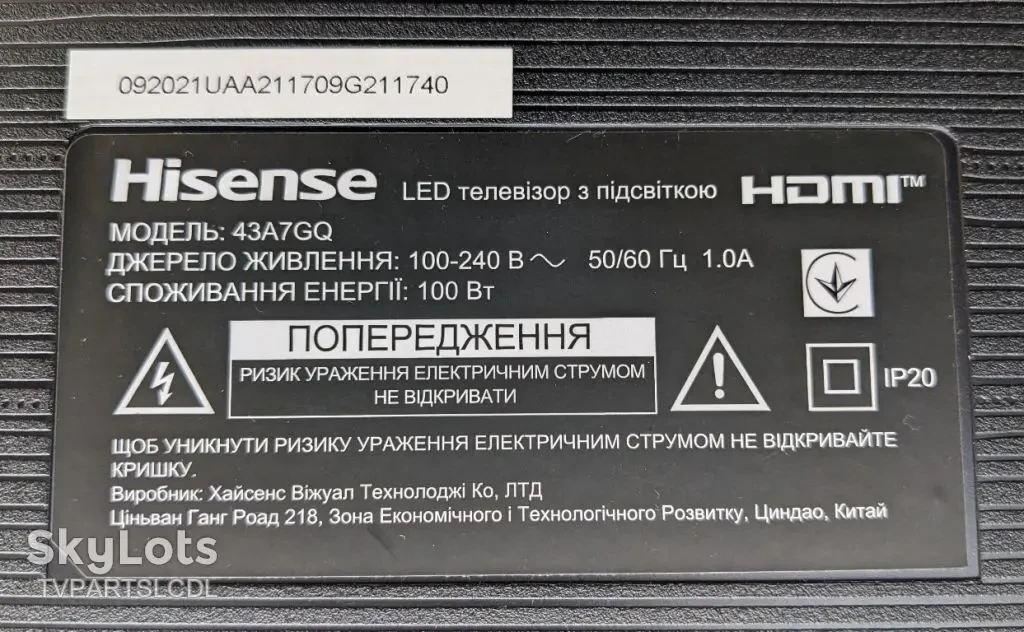 092021UAA211709G211740
Hisense LED телевізор з підсвіткою HDMI™
МОДЕЛЬ: 43A7GQ
ДЖЕРЕЛО ЖИВЛЕННЯ: 100-240 В ~ 50/60 Гц 1.0А
СПОЖИВАННЯ ЕНЕРГІЇ: 100 Вт
ПОПЕРЕДЖЕННЯ
РИЗИК УРАЖЕННЯ ЕЛЕКТРИЧНИМ СТРУМОМ
НЕ ВІДКРИВАТИ
IP20
ЩОБ УНИКНУТИ РИЗИКУ УРАЖЕННЯ ЕЛЕКТРИЧНИМ СТРУМОМ НЕ ВІДКРИВАЙТЕ
КРИШКУ.
Виробник: Хайсенс Віжуал Технолоджі Ко, ЛТД
Ціньван Ганг Роад 218, Зона Економічного і Технологічного Розвитку, Циндао, Китай
SkyLots
TVPARTSLCDL